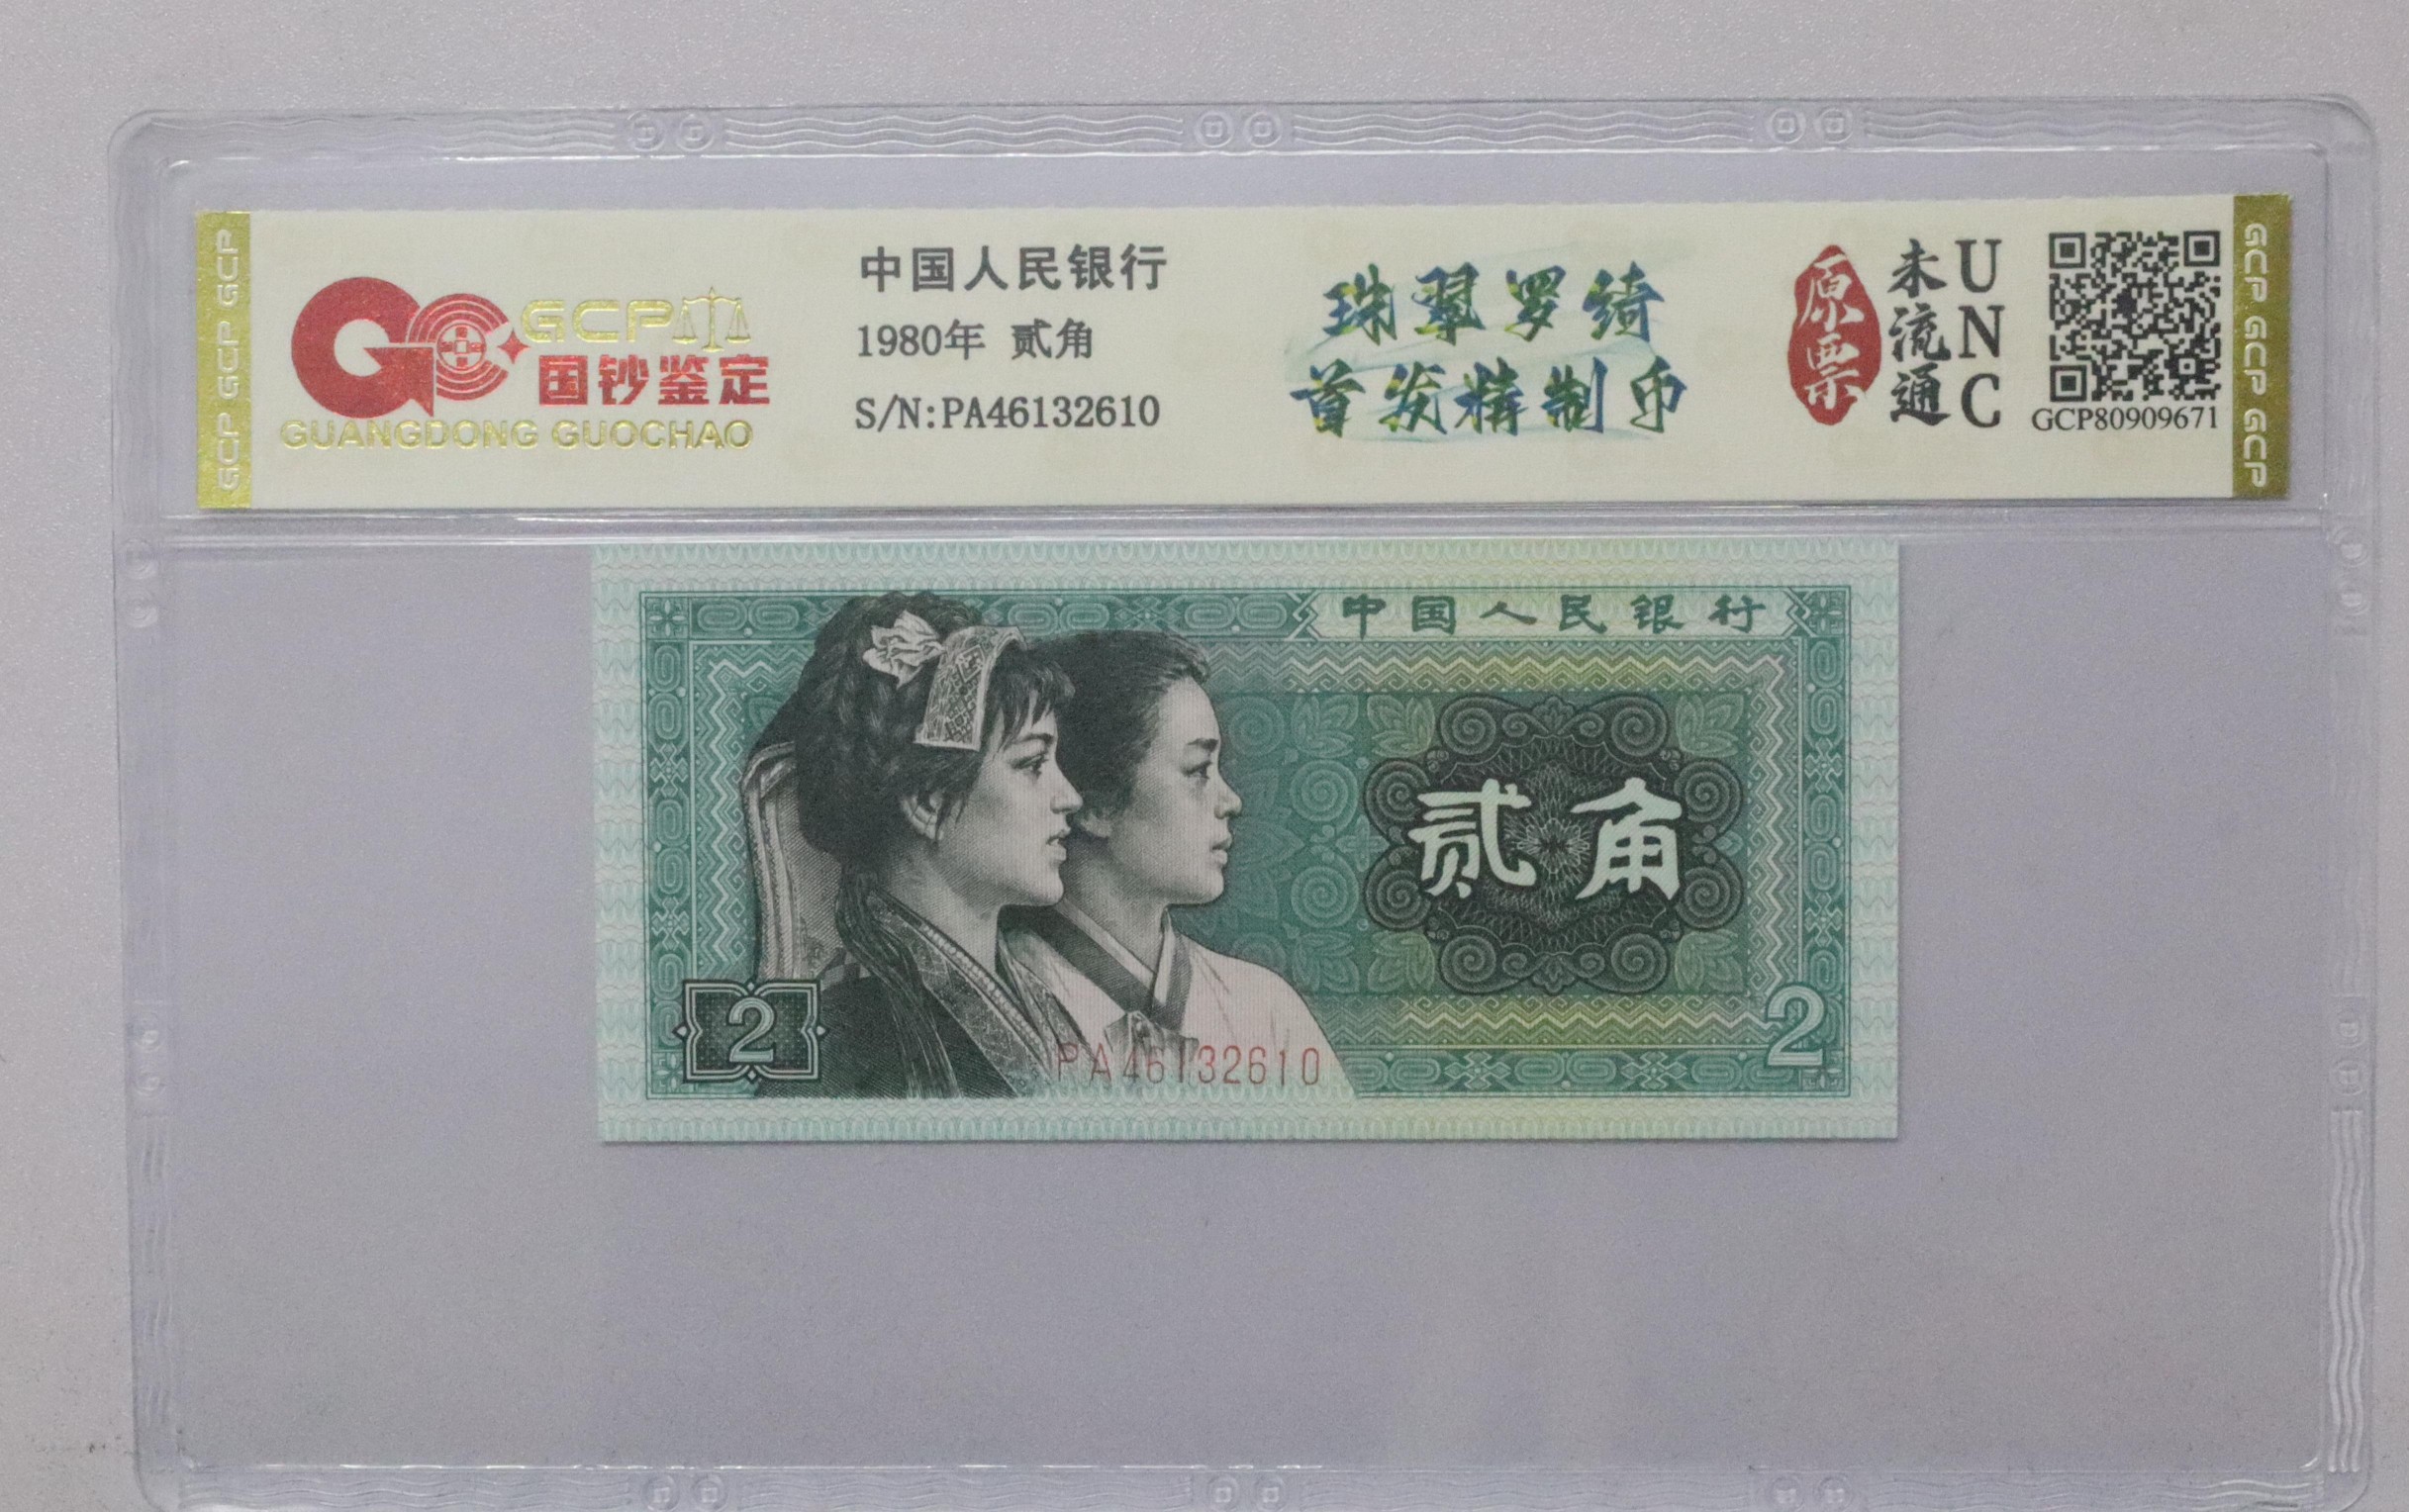 GCP GCP GCP
GCP
国钞鉴定
GUANGDONG GUOCHAO
中国人民银行
1980年 贰角
S/N:PA46132610
珠翠罗绮
首发精制币
原票
未流通
UNC
GCP80909671
GCP GCP GCP
中国人民银行
贰角
2
PA46132610
2